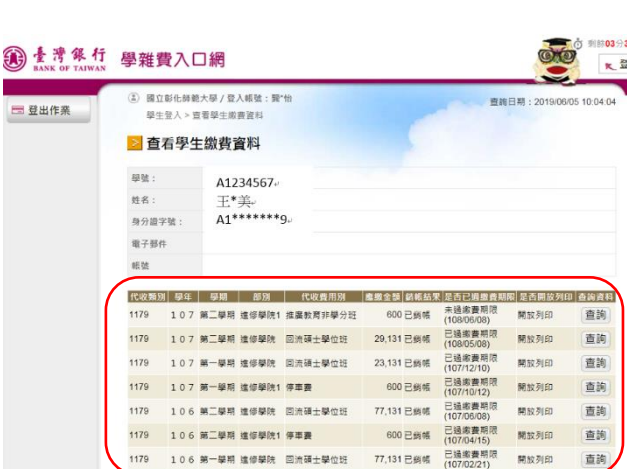 臺灣銀行 學雜費入口網
BANK OF TAIWAN
剩餘03分3
登
登出作業
國立彰化師範大學 / 登入帳號：龔*怡
查詢日期：2019/06/05 10:04:04
學生登入 > 查看學生繳費資料
查看學生繳費資料
學號： A1234567
姓名： 王*美
身分證字號： A1*******9
電子郵件
帳號
代收類別 學年 學期 部別 代收費用別 應繳金額 銷帳結果 是否已過繳費期限 是否開放列印 查詢資料
1179 107 第二學期 進修學院1 推廣教育非學分班 600 已銷帳 未過繳費期限 (108/06/08) 開放列印 查詢
1179 107 第二學期 進修學院 回流碩士學位班 29,131 已銷帳 已過繳費期限 (108/05/08) 開放列印 查詢
1179 107 第一學期 進修學院 回流碩士學位班 23,131 已銷帳 已過繳費期限 (107/12/10) 開放列印 查詢
1179 107 第一學期 進修學院1 停車費 600 已銷帳 已過繳費期限 (107/10/12) 開放列印 查詢
1179 106 第二學期 進修學院 回流碩士學位班 77,131 已銷帳 已過繳費期限 (107/06/08) 開放列印 查詢
1179 106 第二學期 進修學院1 停車費 600 已銷帳 已過繳費期限 (107/04/15) 開放列印 查詢
1179 106 第一學期 進修學院 回流碩士學位班 77,131 已銷帳 已過繳費期限 (107/02/21) 開放列印 查詢